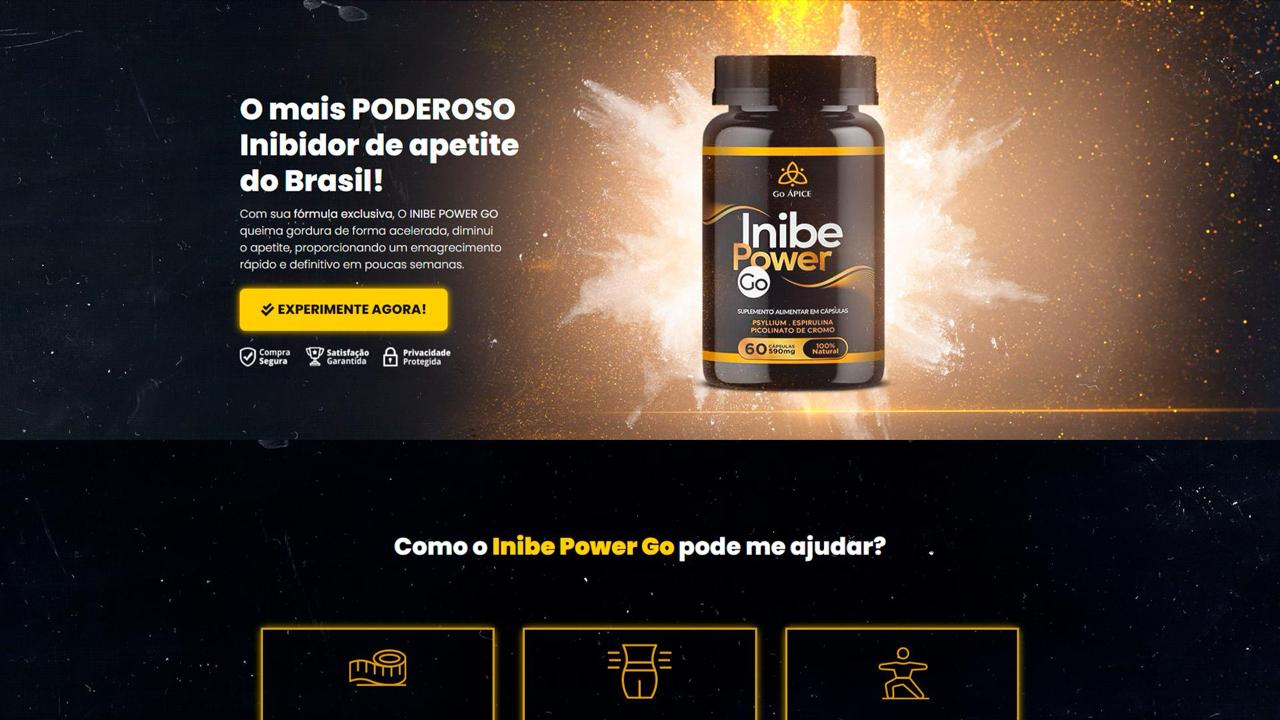 O mais PODEROSO
Inibidor de apetite
do Brasil!
Com sua fórmula exclusiva, O INIBE POWER GO
queima gordura de forma acelerada, diminui
o apetite, proporcionando um emagrecimento
rápido e definitivo em poucas semanas.
EXPERIMENTE AGORA!
Compra
Segura
Satisfação
Garantida
Privacidade
Protegida
Go ÁPICE
Inibe
Power
Go
SUPLEMENTO ALIMENTAR EM CÁPSULAS
PSYLLIUM . ESPIRULINA
PICOLINATO DE CROMO
60 CÁPSULAS
590mg
100%
Natural
Como o Inibe Power Go pode me ajudar?